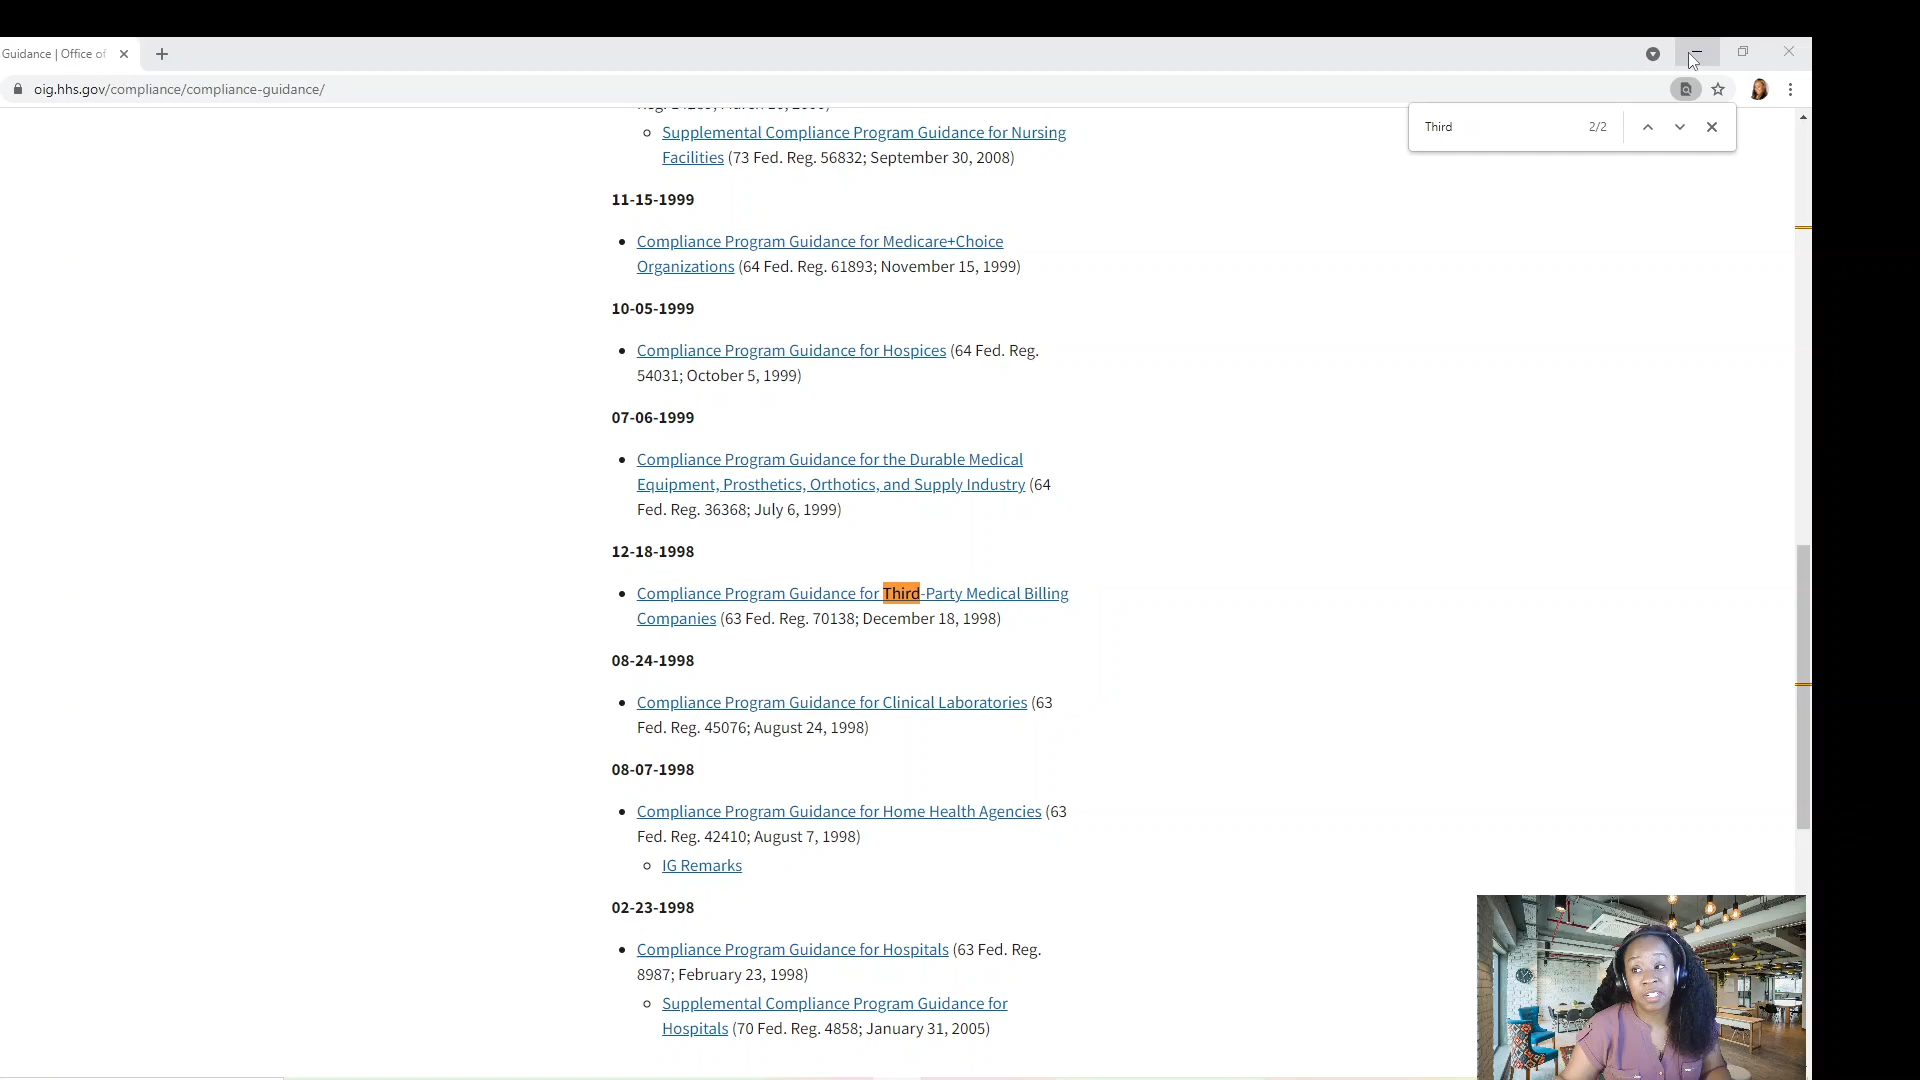 Guidance | Office of
oig.hhs.gov/compliance/compliance-guidance/
Third 2/2
Supplemental Compliance Program Guidance for Nursing
Facilities (73 Fed. Reg. 56832; September 30, 2008)
11-15-1999
Compliance Program Guidance for Medicare+Choice
Organizations (64 Fed. Reg. 61893; November 15, 1999)
10-05-1999
Compliance Program Guidance for Hospices (64 Fed. Reg.
54031; October 5, 1999)
07-06-1999
Compliance Program Guidance for the Durable Medical
Equipment, Prosthetics, Orthotics, and Supply Industry (64
Fed. Reg. 36368; July 6, 1999)
12-18-1998
Compliance Program Guidance for Third-Party Medical Billing
Companies (63 Fed. Reg. 70138; December 18, 1998)
08-24-1998
Compliance Program Guidance for Clinical Laboratories (63
Fed. Reg. 45076; August 24, 1998)
08-07-1998
Compliance Program Guidance for Home Health Agencies (63
Fed. Reg. 42410; August 7, 1998)
IG Remarks
02-23-1998
Compliance Program Guidance for Hospitals (63 Fed. Reg.
8987; February 23, 1998)
Supplemental Compliance Program Guidance for
Hospitals (70 Fed. Reg. 4858; January 31, 2005)